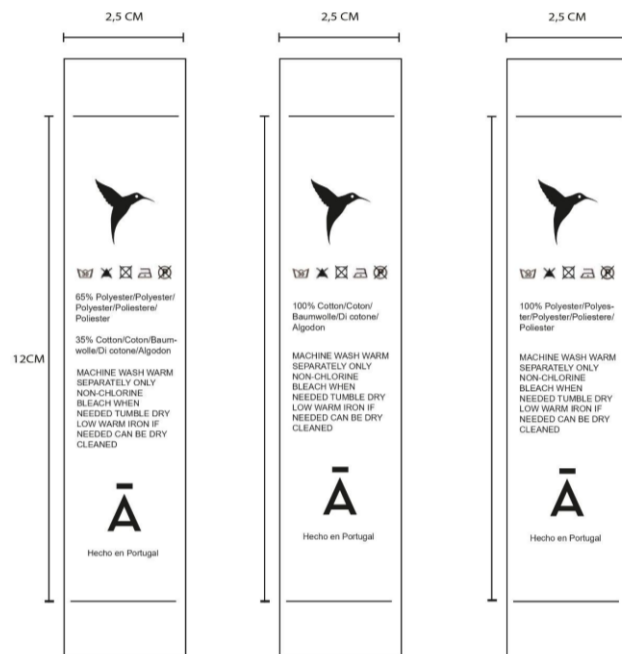 2,5 CM
2,5 CM
2,5 CM
12CM
65% Polyester/Polyester/
Polyester/Poliestere/
Poliester
35% Cotton/Coton/Baum-
wolle/Di cotone/Algodon
MACHINE WASH WARM
SEPARATELY ONLY
NON-CHLORINE
BLEACH WHEN
NEEDED TUMBLE DRY
LOW WARM IRON IF
NEEDED CAN BE DRY
CLEANED
Ā
Hecho en Portugal
100% Cotton/Coton/
Baumwolle/Di cotone/
Algodon
MACHINE WASH WARM
SEPARATELY ONLY
NON-CHLORINE
BLEACH WHEN
NEEDED TUMBLE DRY
LOW WARM IRON IF
NEEDED CAN BE DRY
CLEANED
Ā
Hecho en Portugal
100% Polyester/Polyes-
ter/Polyester/Poliestere/
Poliester
MACHINE WASH WARM
SEPARATELY ONLY
NON-CHLORINE
BLEACH WHEN
NEEDED TUMBLE DRY
LOW WARM IRON IF
NEEDED CAN BE DRY
CLEANED
Ā
Hecho en Portugal